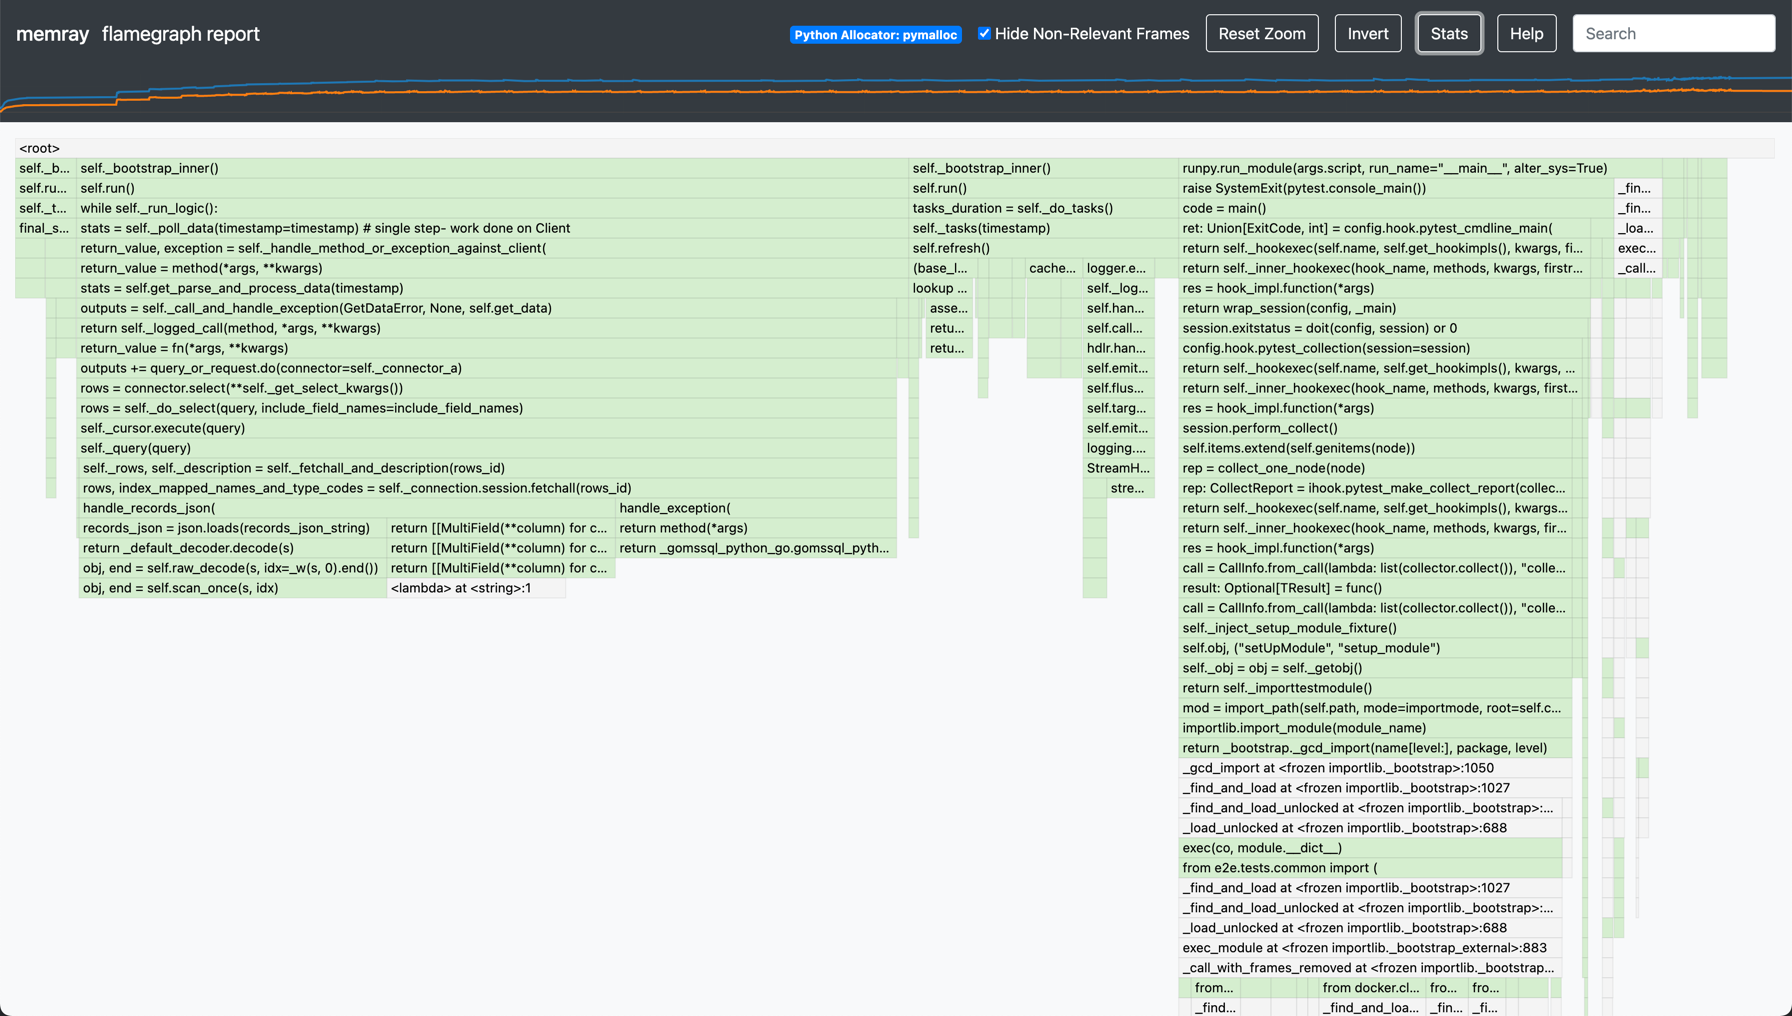 memray flamegraph report Python Allocator: pymalloc Hide Non-Relevant Frames Reset Zoom Invert Stats Help Search
<root>
self._b... self._bootstrap_inner() self._bootstrap_inner() runpy.run_module(args.script, run_name="__main__", alter_sys=True)
self.ru... self.run() self.run() raise SystemExit(pytest.console_main()) _fin...
self._t... while self._run_logic(): tasks_duration = self._do_tasks() code = main() _fin...
final_s... stats = self._poll_data(timestamp=timestamp) # single step- work done on Client self._tasks(timestamp) ret: Union[ExitCode, int] = config.hook.pytest_cmdline_main( _loa...
return_value, exception = self._handle_method_or_exception_against_client( self.refresh() return self._hookexec(self.name, self.get_hookimpls(), kwargs, fi... exec...
return_value = method(*args, **kwargs) (base_l... cache... logger.e... return self._inner_hookexec(hook_name, methods, kwargs, firstr... _call...
stats = self.get_parse_and_process_data(timestamp) lookup ... self._log... res = hook_impl.function(*args)
outputs = self._call_and_handle_exception(GetDataError, None, self.get_data) asse... self.han... return wrap_session(config, _main)
return self._logged_call(method, *args, **kwargs) retu... self.call... session.exitstatus = doit(config, session) or 0
return_value = fn(*args, **kwargs) retu... hdlr.han... config.hook.pytest_collection(session=session)
outputs += query_or_request.do(connector=self._connector_a) self.emit... return self._hookexec(self.name, self.get_hookimpls(), kwargs, ...
rows = connector.select(**self._get_select_kwargs()) self.flus... return self._inner_hookexec(hook_name, methods, kwargs, first...
rows = self._do_select(query, include_field_names=include_field_names) self.targ... res = hook_impl.function(*args)
self._cursor.execute(query) self.emit... session.perform_collect()
self._query(query) logging.... self.items.extend(self.genitems(node))
self._rows, self._description = self._fetchall_and_description(rows_id) StreamH... rep = collect_one_node(node)
rows, index_mapped_names_and_type_codes = self._connection.session.fetchall(rows_id) stre... rep: CollectReport = ihook.pytest_make_collect_report(collec...
handle_records_json( handle_exception( return self._hookexec(self.name, self.get_hookimpls(), kwargs...
records_json = json.loads(records_json_string) return [[MultiField(**column) for c... return method(*args) return self._inner_hookexec(hook_name, methods, kwargs, fir...
return _default_decoder.decode(s) return [[MultiField(**column) for c... return _gomssql_python_go.gomssql_pyth... res = hook_impl.function(*args)
obj, end = self.raw_decode(s, idx=_w(s, 0).end()) return [[MultiField(**column) for c... call = CallInfo.from_call(lambda: list(collector.collect()), "colle...
obj, end = self.scan_once(s, idx) <lambda> at <string>:1 result: Optional[TResult] = func()
call = CallInfo.from_call(lambda: list(collector.collect()), "colle...
self._inject_setup_module_fixture()
self.obj, ("setUpModule", "setup_module")
self._obj = obj = self._getobj()
return self._importtestmodule()
mod = import_path(self.path, mode=importmode, root=self.c...
importlib.import_module(module_name)
return _bootstrap._gcd_import(name[level:], package, level)
_gcd_import at <frozen importlib._bootstrap>:1050
_find_and_load at <frozen importlib._bootstrap>:1027
_find_and_load_unlocked at <frozen importlib._bootstrap>:...
_load_unlocked at <frozen importlib._bootstrap>:688
exec(co, module.__dict__)
from e2e.tests.common import (
_find_and_load at <frozen importlib._bootstrap>:1027
_find_and_load_unlocked at <frozen importlib._bootstrap>:...
_load_unlocked at <frozen importlib._bootstrap>:688
exec_module at <frozen importlib._bootstrap_external>:883
_call_with_frames_removed at <frozen importlib._bootstrap...
from... from docker.cl... fro... fro...
_find... _find_and_loa... _fin... _fi...